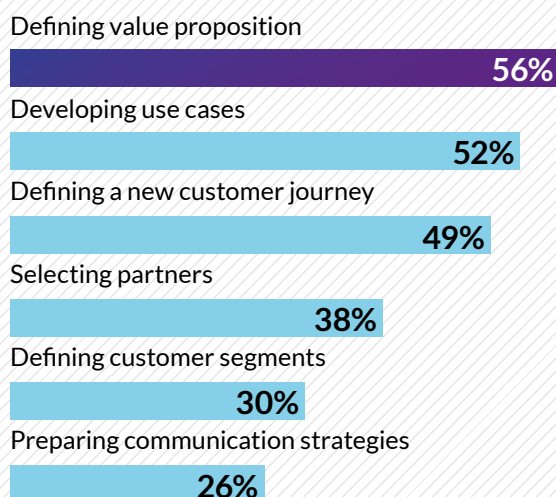 Defining value proposition
56%
Developing use cases
52%
Defining a new customer journey
49%
Selecting partners
38%
Defining customer segments
30%
Preparing communication strategies
26%